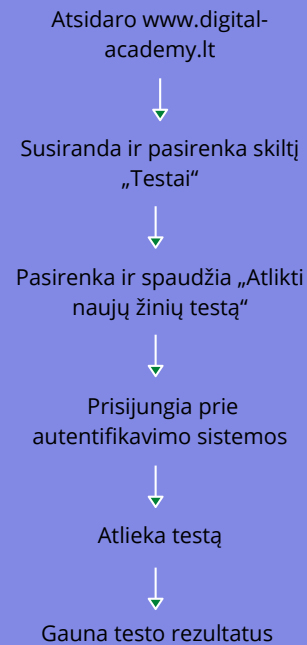 Atsidaro www.digital-
academy.lt
Susiranda ir pasirenka skiltį
„Testai“
Pasirenka ir spaudžia „Atlikti
naujų žinių testą“
Prisijungia prie
autentifikavimo sistemos
Atlieka testą
Gauna testo rezultatus